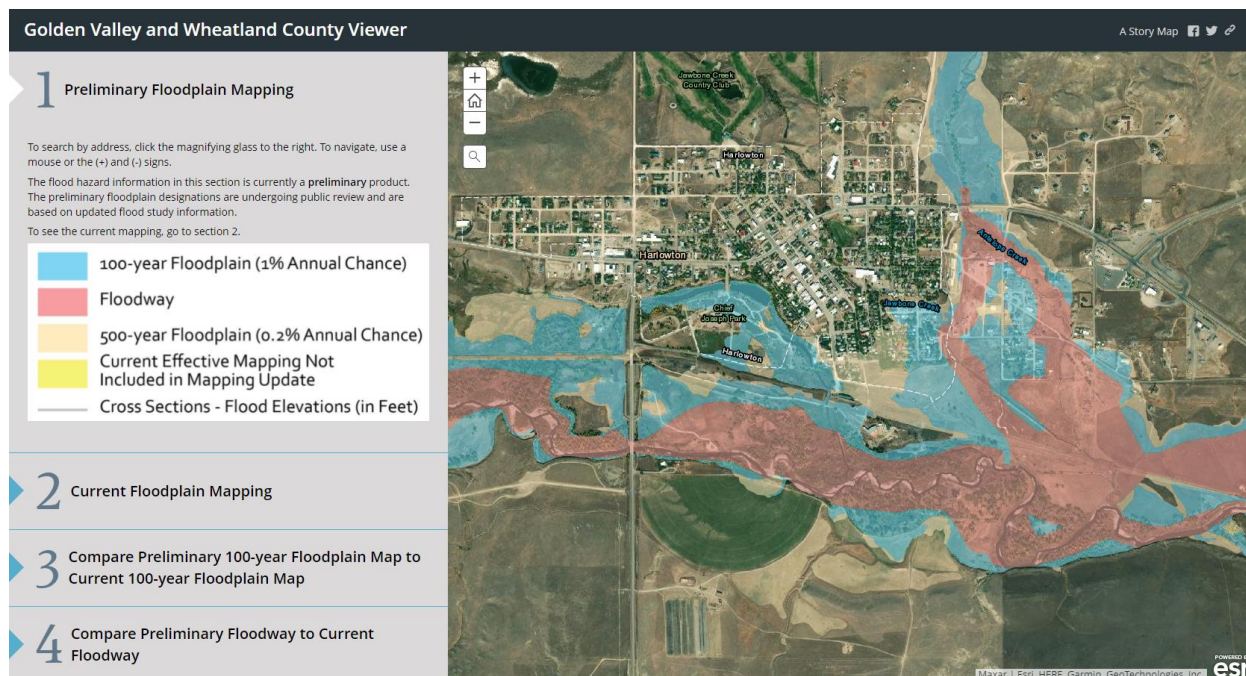 Golden Valley and Wheatland County Viewer
A Story Map
1
Preliminary Floodplain Mapping
To search by address, click the magnifying glass to the right. To navigate, use a
mouse or the (+) and (-) signs.
The flood hazard information in this section is currently a preliminary product.
The preliminary floodplain designations are undergoing public review and are
based on updated flood study information.
To see the current mapping, go to section 2.
100-year Floodplain (1% Annual Chance)
Floodway
500-year Floodplain (0.2% Annual Chance)
Current Effective Mapping Not
Included in Mapping Update
Cross Sections - Flood Elevations (in Feet)
2
Current Floodplain Mapping
3
Compare Preliminary 100-year Floodplain Map to
Current 100-year Floodplain Map
4
Compare Preliminary Floodway to Current
Floodway
+
−
Jawbone Creek
Country Club
Harlowton
Antelope Creek
Harlowton
Chief
Joseph Park
Jawbone Creek
Harlowton
POWERED BY
esri
Maxar | Esri, HERE, Garmin, GeoTechnologies, Inc.